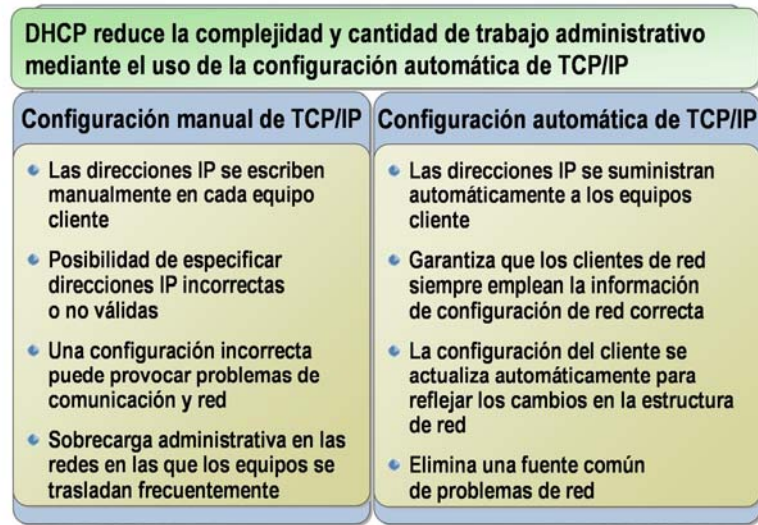 DHCP reduce la complejidad y cantidad de trabajo administrativo
mediante el uso de la configuración automática de TCP/IP
Configuración manual de TCP/IP
Las direcciones IP se escriben
manualmente en cada equipo
cliente
Posibilidad de especificar
direcciones IP incorrectas
o no válidas
Una configuración incorrecta
puede provocar problemas de
comunicación y red
Sobrecarga administrativa en las
redes en las que los equipos se
trasladan frecuentemente
Configuración automática de TCP/IP
Las direcciones IP se suministran
automáticamente a los equipos
cliente
Garantiza que los clientes de red
siempre emplean la información
de configuración de red correcta
La configuración del cliente se
actualiza automáticamente para
reflejar los cambios en la estructura
de red
Elimina una fuente común
de problemas de red